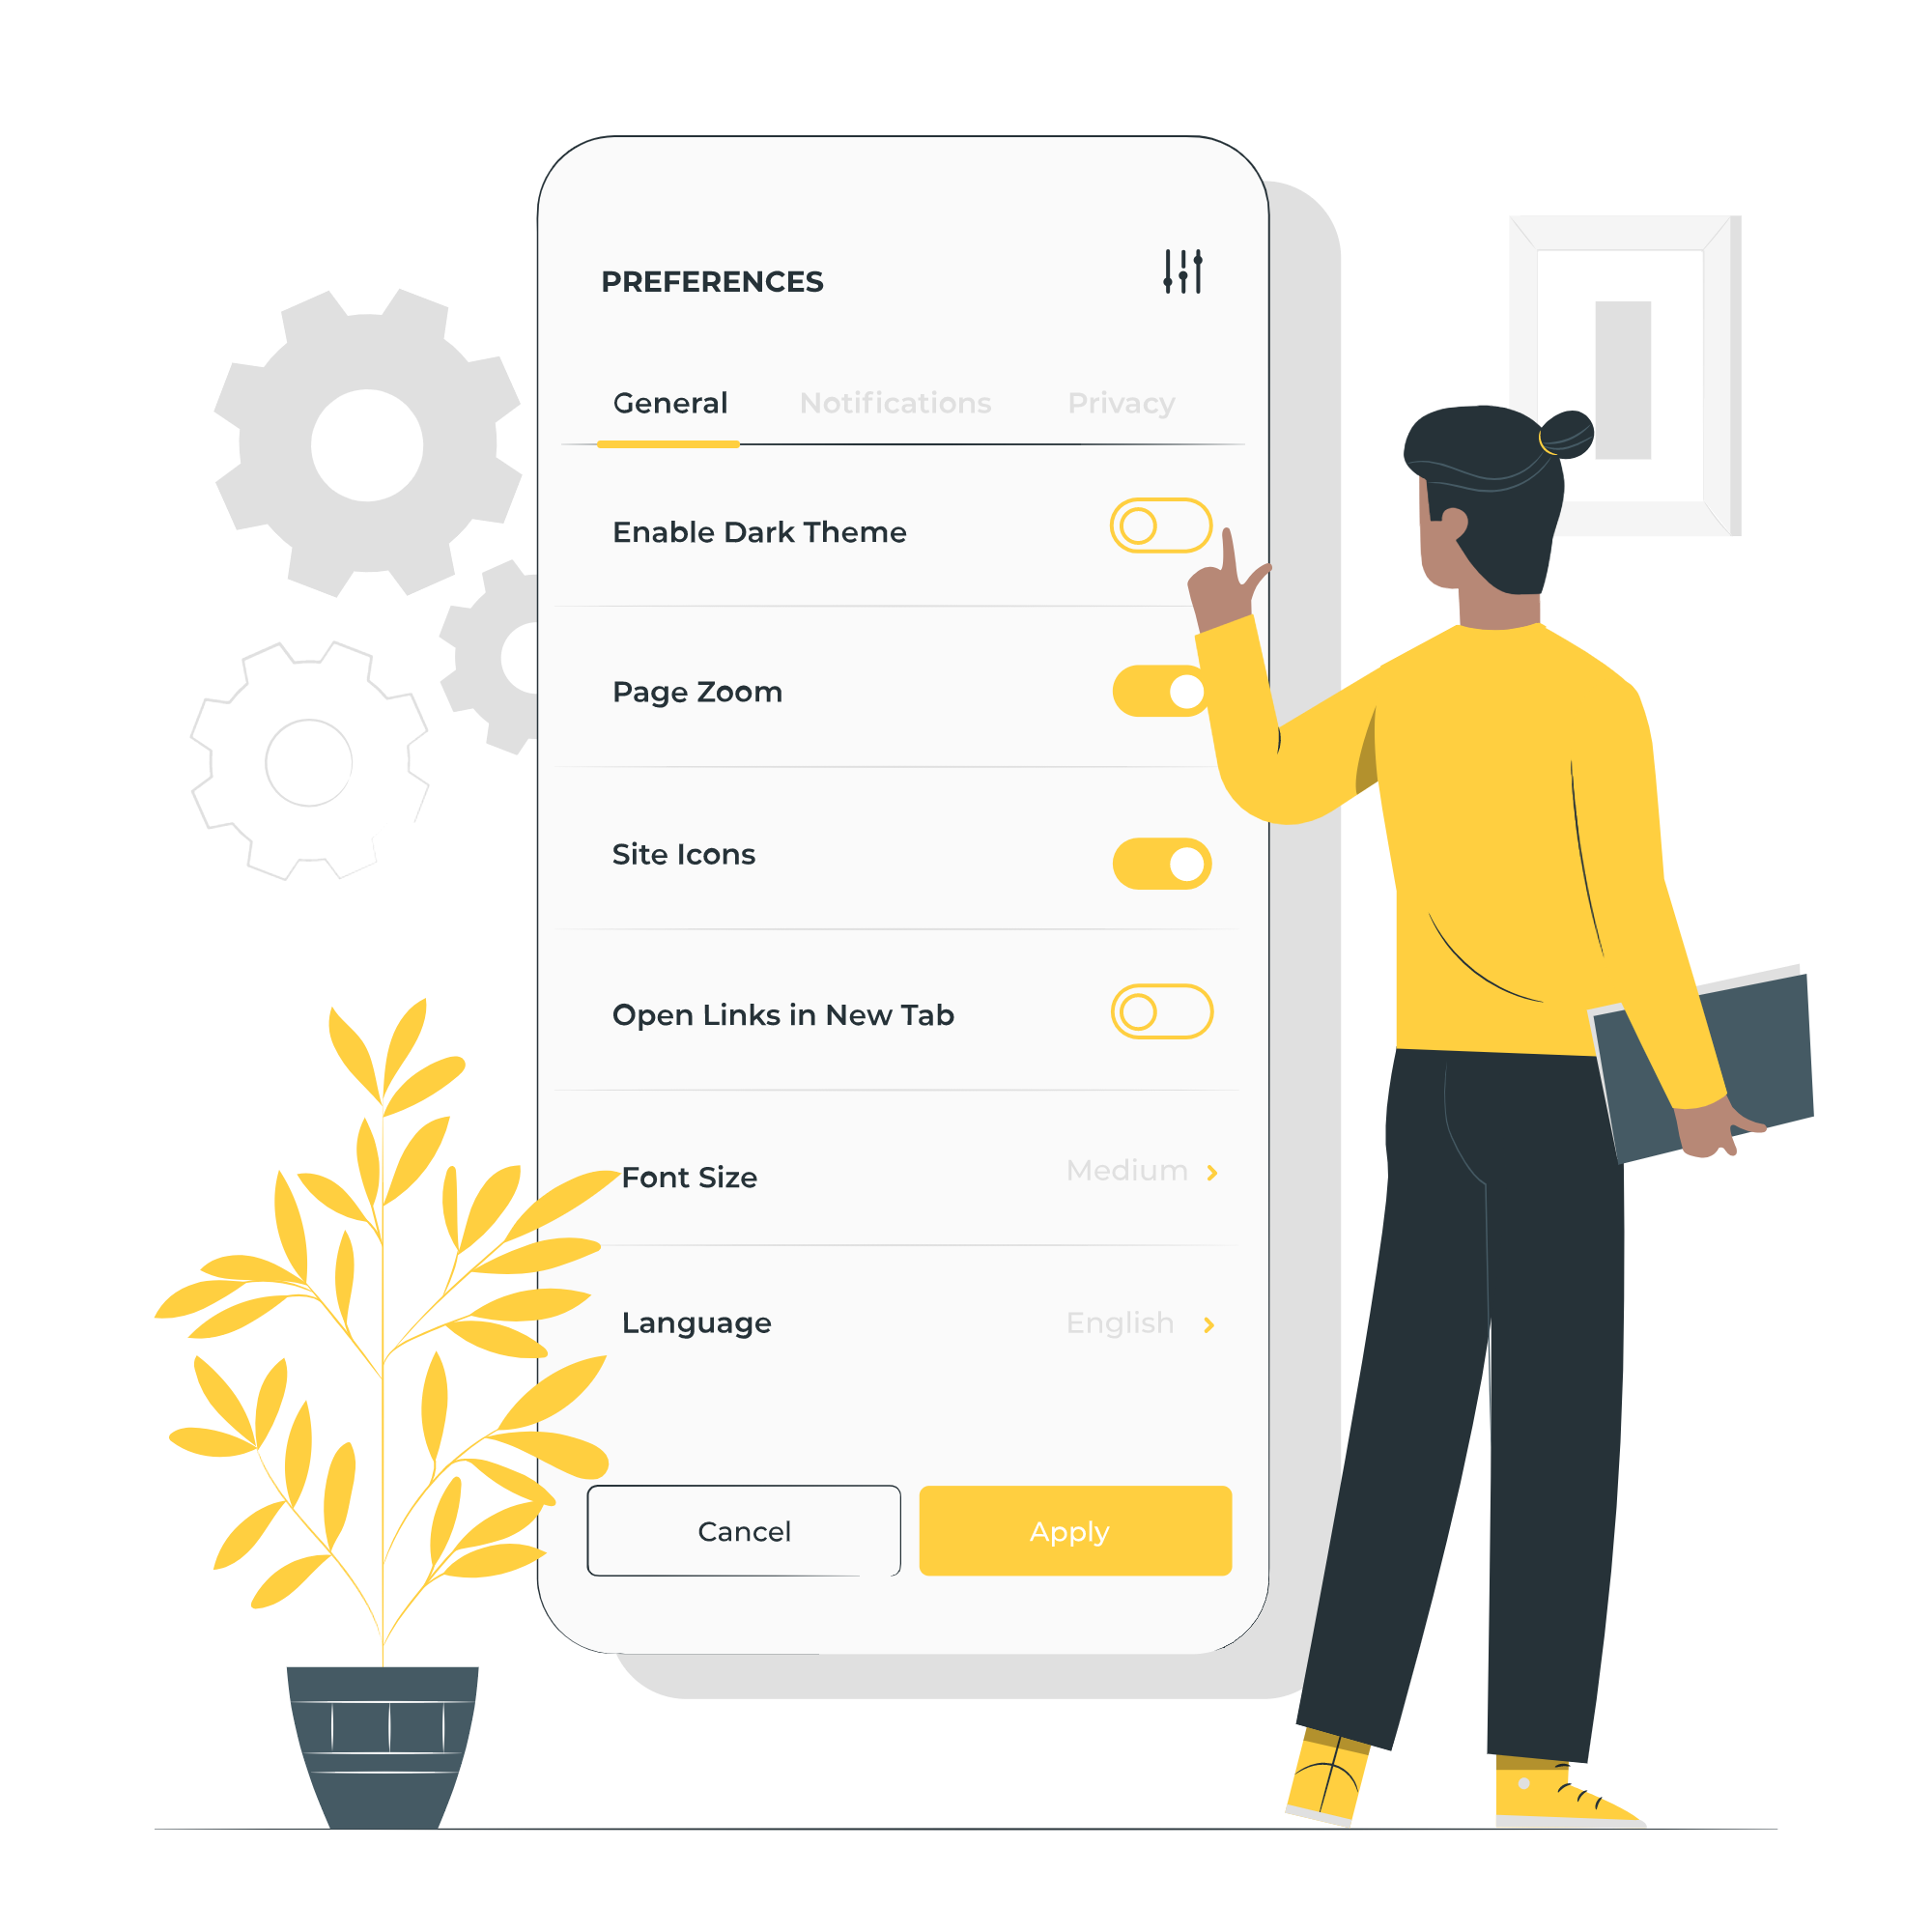 PREFERENCES
General Notifications Privacy
Enable Dark Theme
Page Zoom
Site Icons
Open Links in New Tab
Font Size Medium
Language English
Cancel Apply